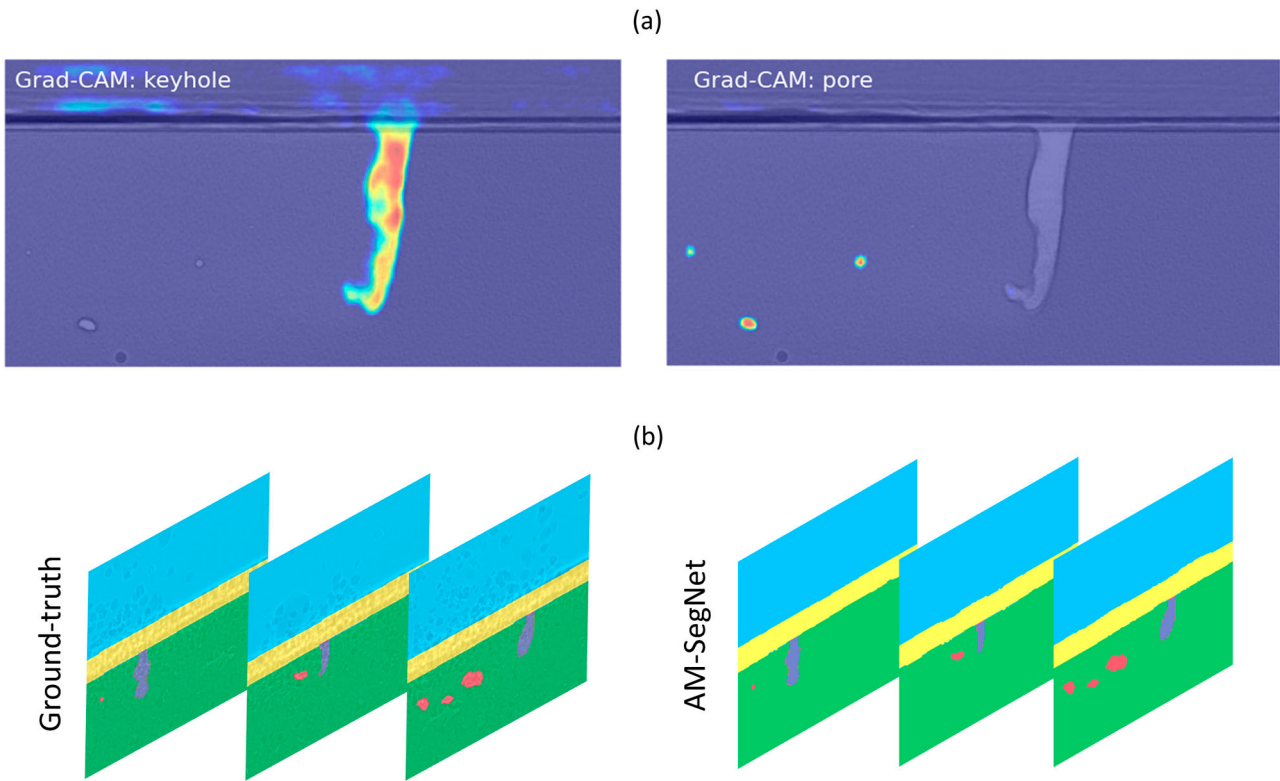 (a)
Grad-CAM: keyhole
Grad-CAM: pore
(b)
Ground-truth
AM-SegNet